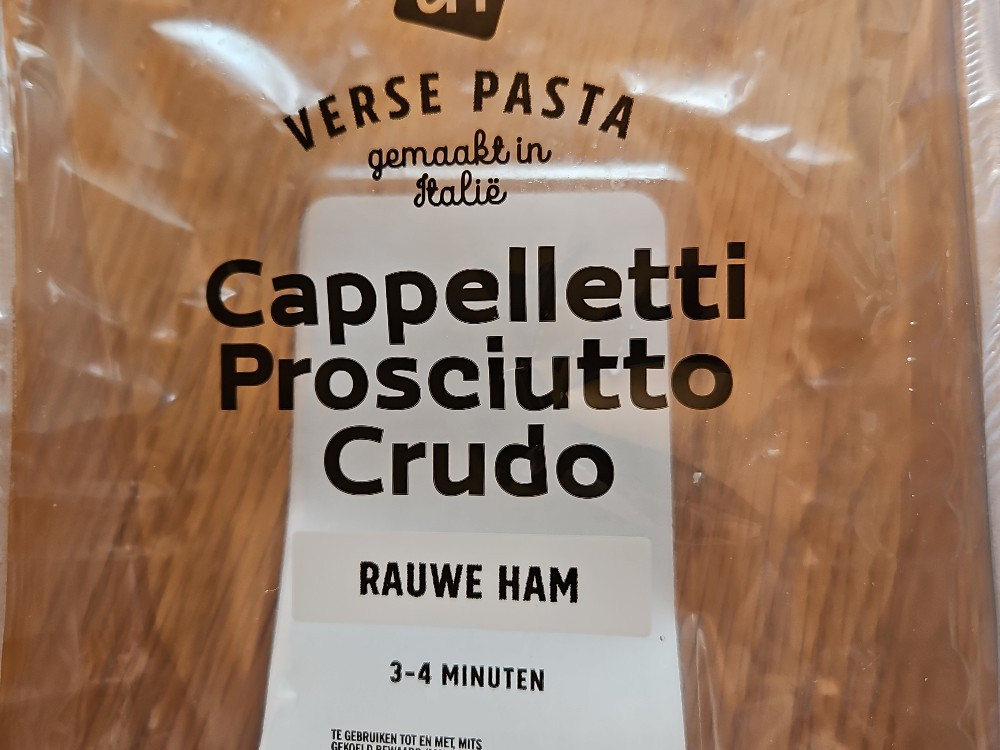 VERSE PASTA
gemaakt in
Italië
Cappelletti
Prosciutto
Crudo
RAUWE HAM
3-4 MINUTEN
TE GEBRUIKEN TOT EN MET, MITS
GEKOELD